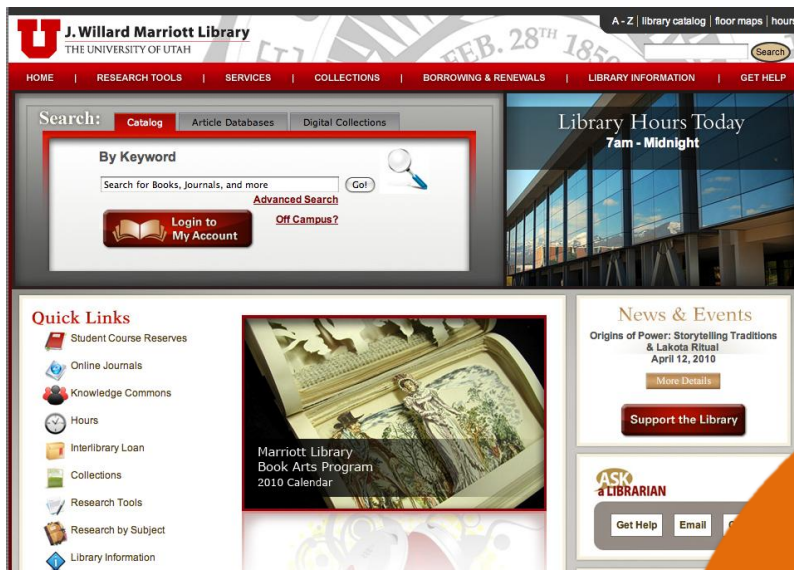 J. Willard Marriott Library
THE UNIVERSITY OF UTAH
FEB. 28TH 1850
A - Z | library catalog | floor maps | hours
Search
HOME | RESEARCH TOOLS | SERVICES | COLLECTIONS | BORROWING & RENEWALS | LIBRARY INFORMATION | GET HELP
Search:
Catalog
Article Databases
Digital Collections
By Keyword
Search for Books, Journals, and more
Go!
Advanced Search
Off Campus?
Login to
My Account
Library Hours Today
7am - Midnight
Quick Links
Student Course Reserves
Online Journals
Knowledge Commons
Hours
Interlibrary Loan
Collections
Research Tools
Research by Subject
Library Information
Marriott Library
Book Arts Program
2010 Calendar
News & Events
Origins of Power: Storytelling Traditions
& Lakota Ritual
April 12, 2010
More Details
Support the Library
ASK
a LIBRARIAN
Get Help
Email